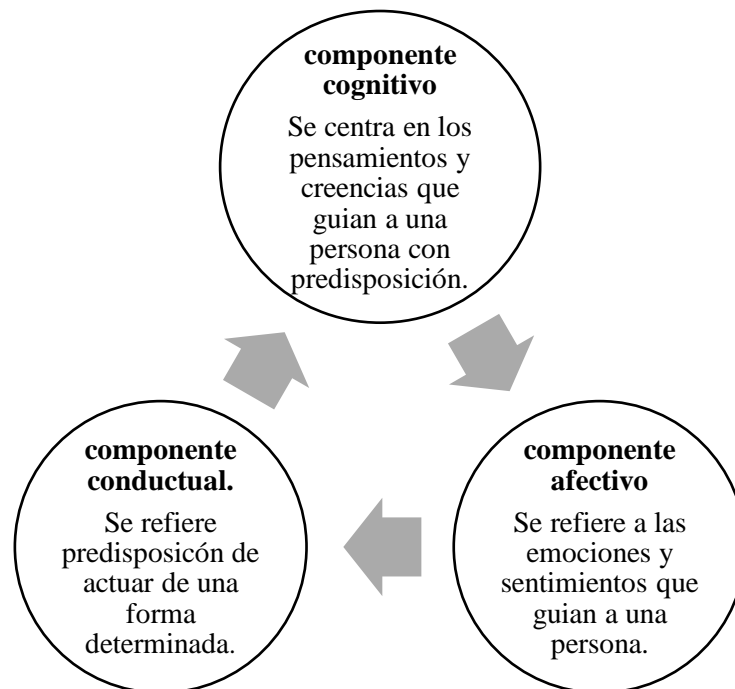 componente
cognitivo
Se centra en los
pensamientos y
creencias que
guian a una
persona con
predisposición.
componente
afectivo
Se refiere a las
emociones y
sentimientos que
guian a una
persona.
componente
conductual.
Se refiere
predisposicón de
actuar de una
forma
determinada.